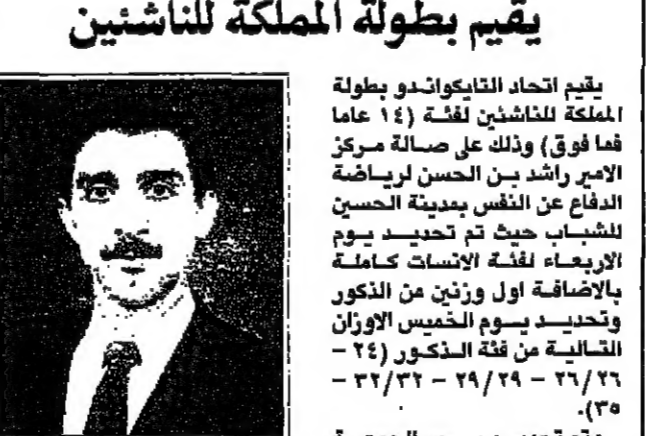 يقيم بطولة المملكة للناشئين
يقيم اتحاد التايكواندو بطولة
المملكة للناشئين لفئة (١٤ عاما
فما فوق) وذلك على صالة مركز
الامير راشد بن الحسن لرياضة
الدفاع عن النفس بمدينة الحسين
للشباب حيث تم تحديد يوم
الاربعاء لفئة الانسات كاملة
بالاضافة اول وزنين من الذكور
وتحديد يوم الخميس الاوزان
التالية من فئة الذكور (٢٤ –
٢٦/٢٦ – ٢٩/٢٩ – ٣٢/٣٢ –
٣٥).